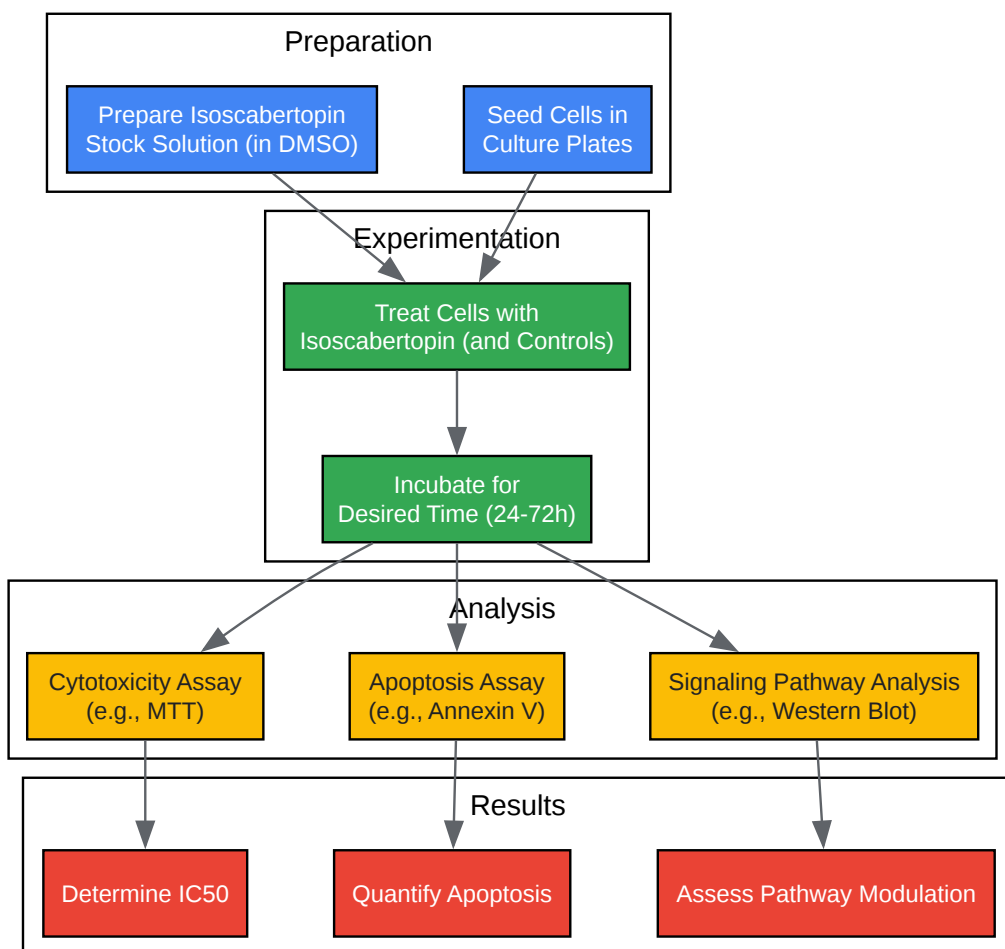 Preparation
Prepare Isoscabertopin
Stock Solution (in DMSO)
Seed Cells in
Culture Plates
Experimentation
Treat Cells with
Isoscabertopin (and Controls)
Incubate for
Desired Time (24-72h)
Analysis
Cytotoxicity Assay
(e.g., MTT)
Apoptosis Assay
(e.g., Annexin V)
Signaling Pathway Analysis
(e.g., Western Blot)
Results
Determine IC50
Quantify Apoptosis
Assess Pathway Modulation